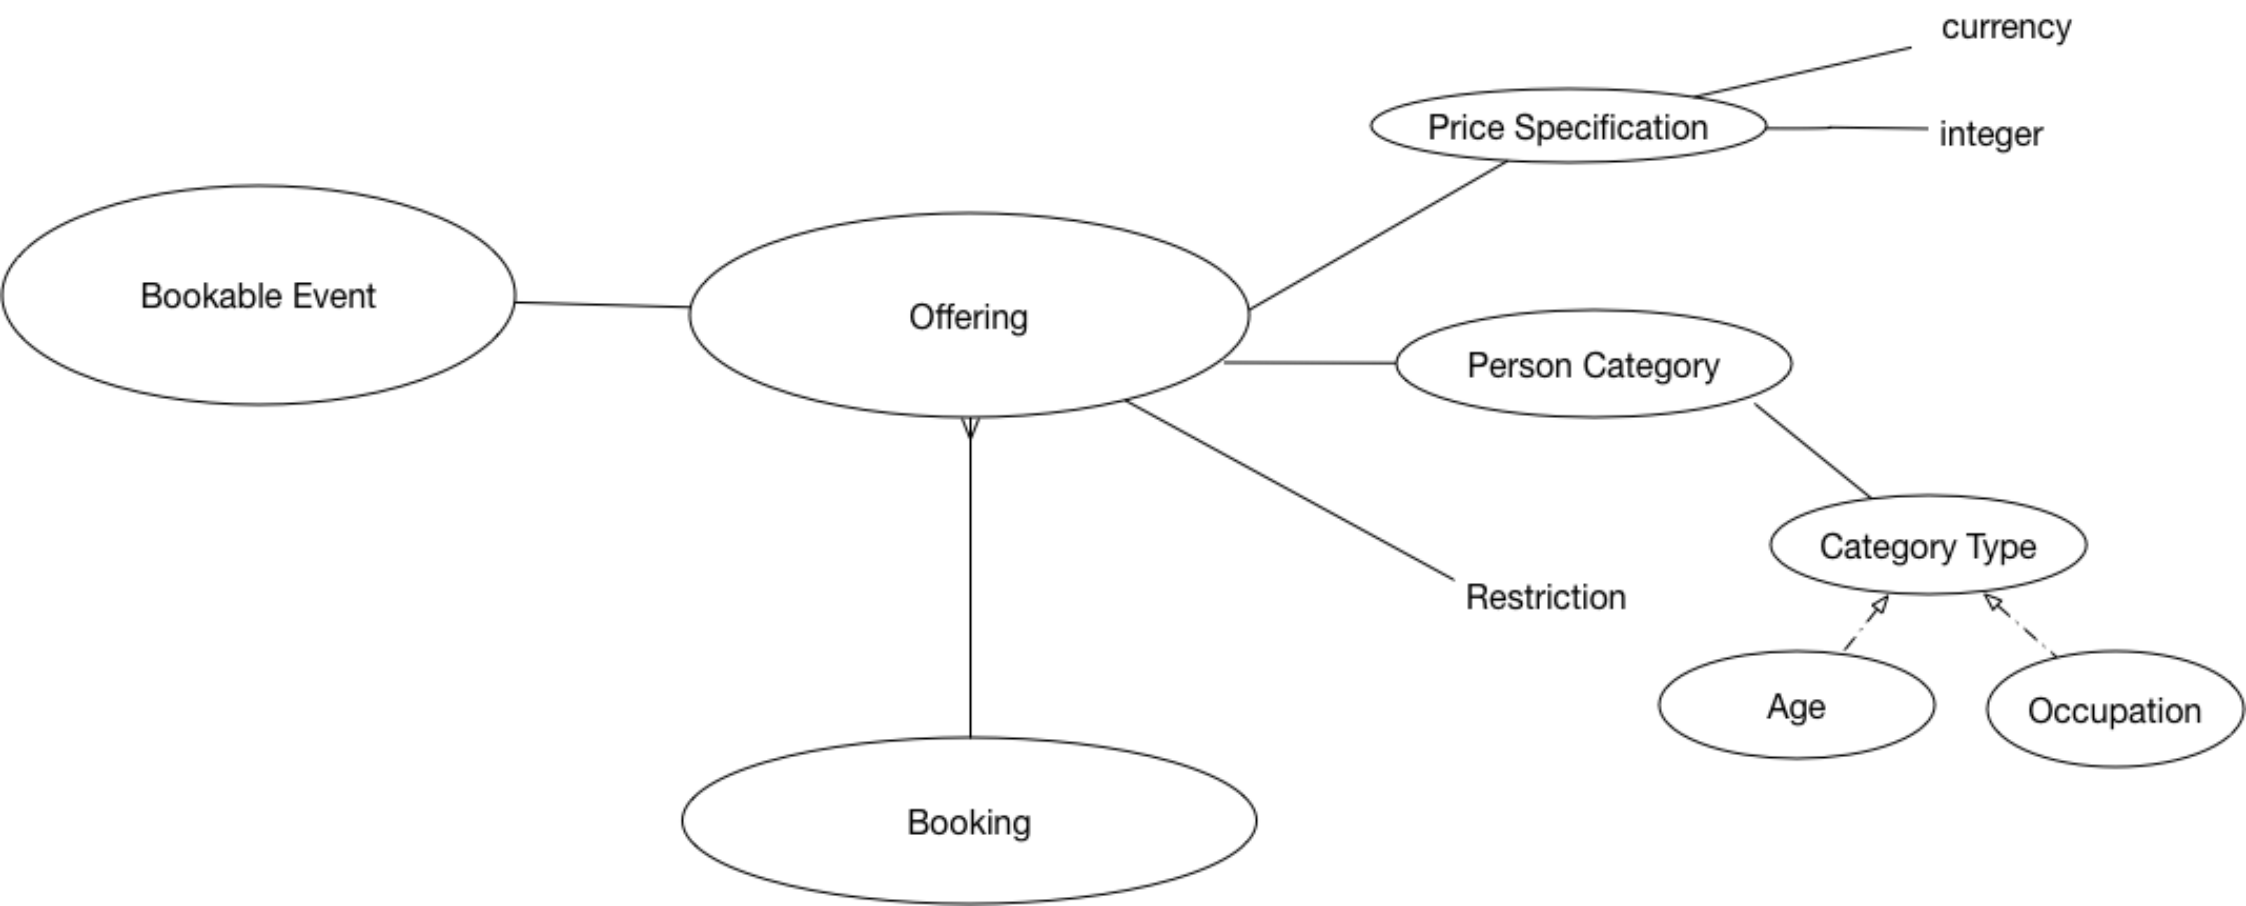 currency
Price Specification
integer
Bookable Event
Offering
Person Category
Category Type
Restriction
Age
Occupation
Booking